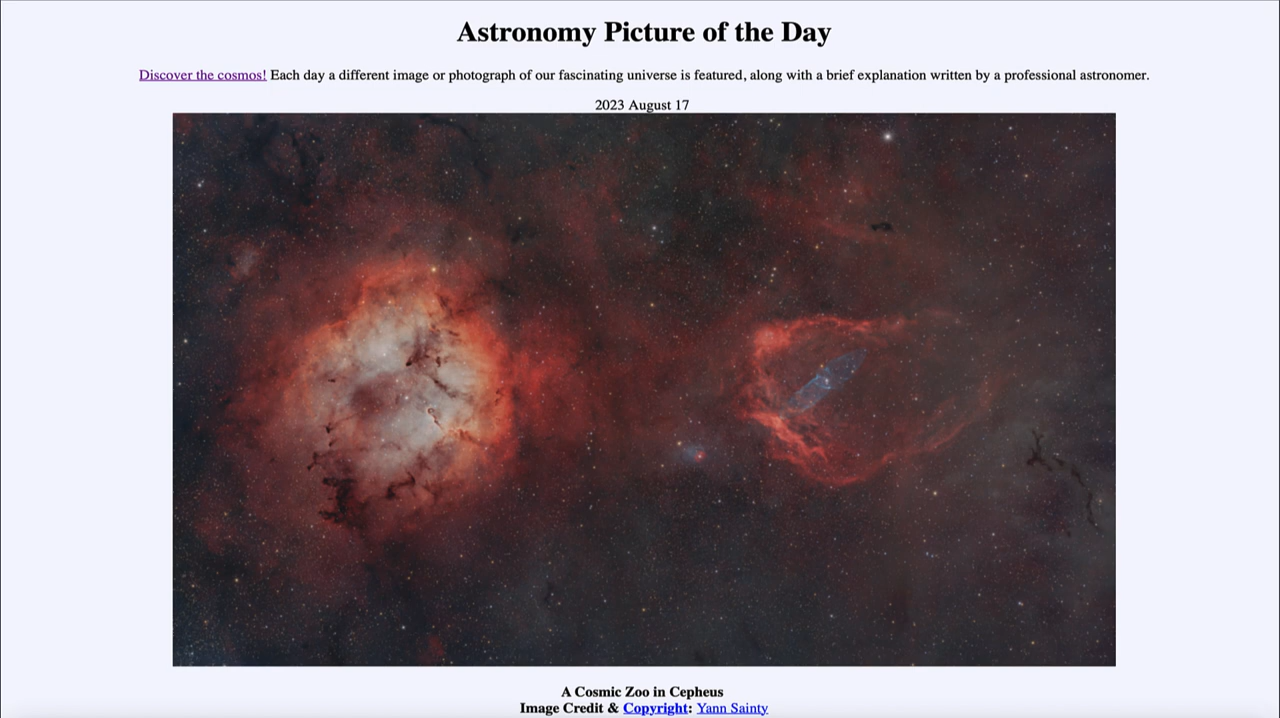 Astronomy Picture of the Day
Discover the cosmos! Each day a different image or photograph of our fascinating universe is featured, along with a brief explanation written by a professional astronomer.
2023 August 17
A Cosmic Zoo in Cepheus
Image Credit & Copyright: Yann Sainty